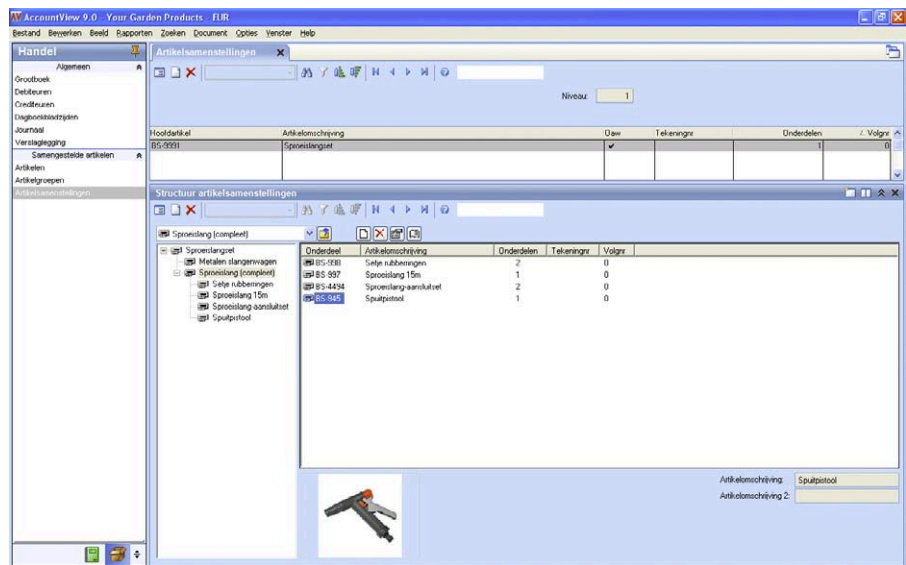 AccountView 9.0 - Your Garden Products - EUR
Bestand Bewerken Beeld Rapporten Zoeken Document Opties Venster Help
Handel
Algemeen
Grootboek
Debiteuren
Crediteuren
Dagboekbladzijden
Journaal
Verslaglegging
Samengestelde artikelen
Artikelen
Artikelgroepen
Artikelsamenstellingen
Artikelsamenstellingen
Niveau: 1
Hoofdartikel Artikelomschrijving Oaw Tekeningnr Onderdelen Volgnr
BS-9991 Sproeislangset 1 0
Structuur artikelsamenstellingen
Sproeislang (compleet)
Sproeislangset
Metalen slangenwagen
Sproeislang (compleet)
Setje rubberringen
Sproeislang 15m
Sproeislang-aansluitset
Spuitpistool
Onderdeel Artikelomschrijving Onderdelen Tekeningnr Volgnr
BS-998 Setje rubberringen 2 0
BS-997 Sproeislang 15m 1 0
BS-4494 Sproeislang-aansluitset 2 0
BS-945 Spuitpistool 1 0
Artikelomschrijving: Spuitpistool
Artikelomschrijving 2: